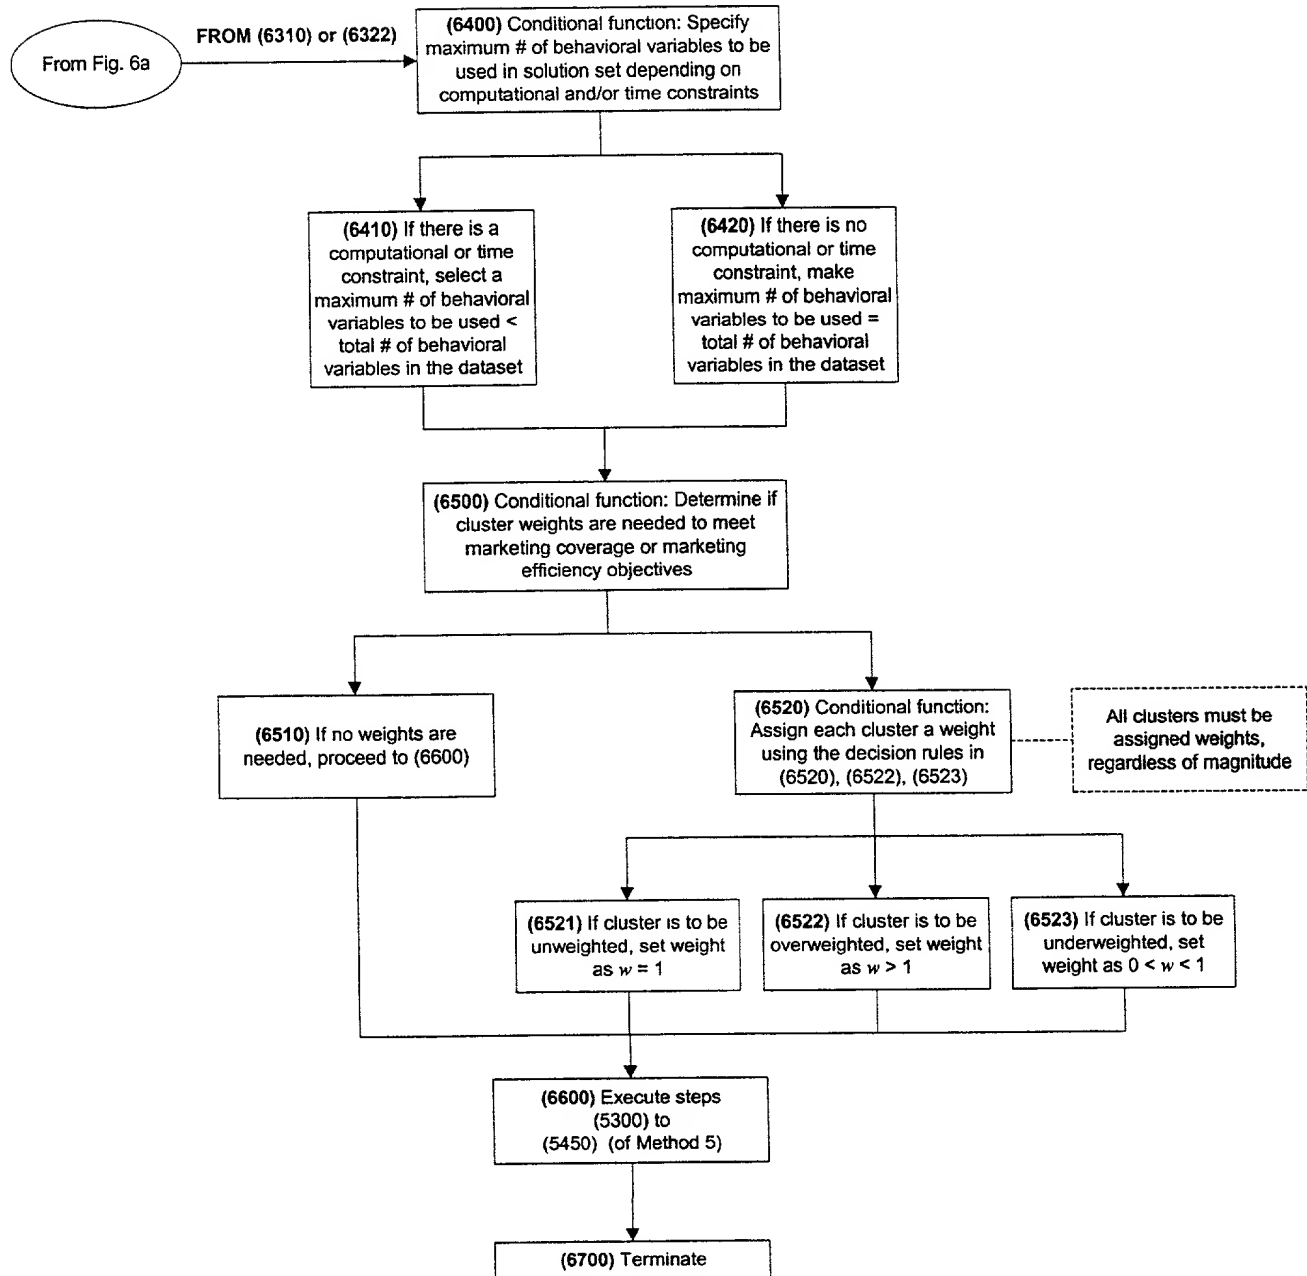 From Fig. 6a
FROM (6310) or (6322)
(6400) Conditional function: Specify
maximum # of behavioral variables to be
used in solution set depending on
computational and/or time constraints
(6410) If there is a
computational or time
constraint, select a
maximum # of behavioral
variables to be used <
total # of behavioral
variables in the dataset
(6420) If there is no
computational or time
constraint, make
maximum # of behavioral
variables to be used =
total # of behavioral
variables in the dataset
(6500) Conditional function: Determine if
cluster weights are needed to meet
marketing coverage or marketing
efficiency objectives
(6510) If no weights are
needed, proceed to (6600)
(6520) Conditional function:
Assign each cluster a weight
using the decision rules in
(6520), (6522), (6523)
All clusters must be
assigned weights,
regardless of magnitude
(6521) If cluster is to be
unweighted, set weight
as w = 1
(6522) If cluster is to be
overweighted, set weight
as w > 1
(6523) If cluster is to be
underweighted, set
weight as 0 < w < 1
(6600) Execute steps
(5300) to
(5450) (of Method 5)
(6700) Terminate